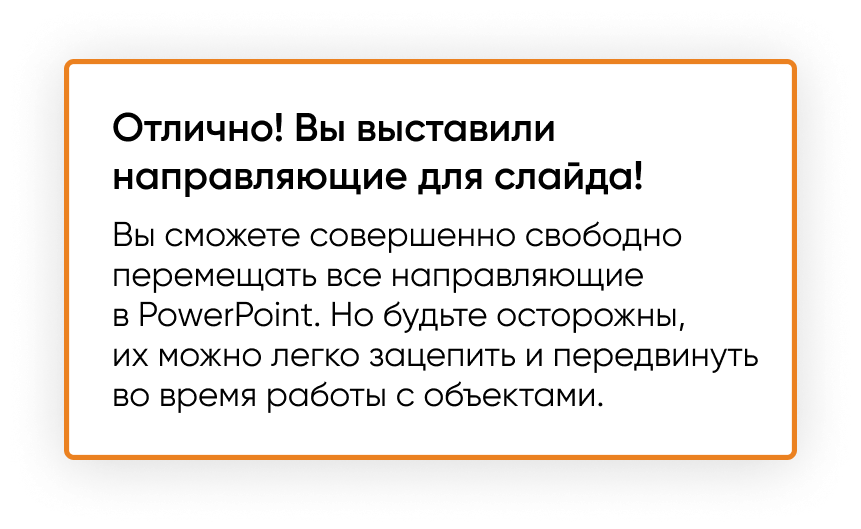 Отлично! Вы выставили
направляющие для слайда!
Вы сможете совершенно свободно
перемещать все направляющие
в PowerPoint. Но будьте осторожны,
их можно легко зацепить и передвинуть
во время работы с объектами.